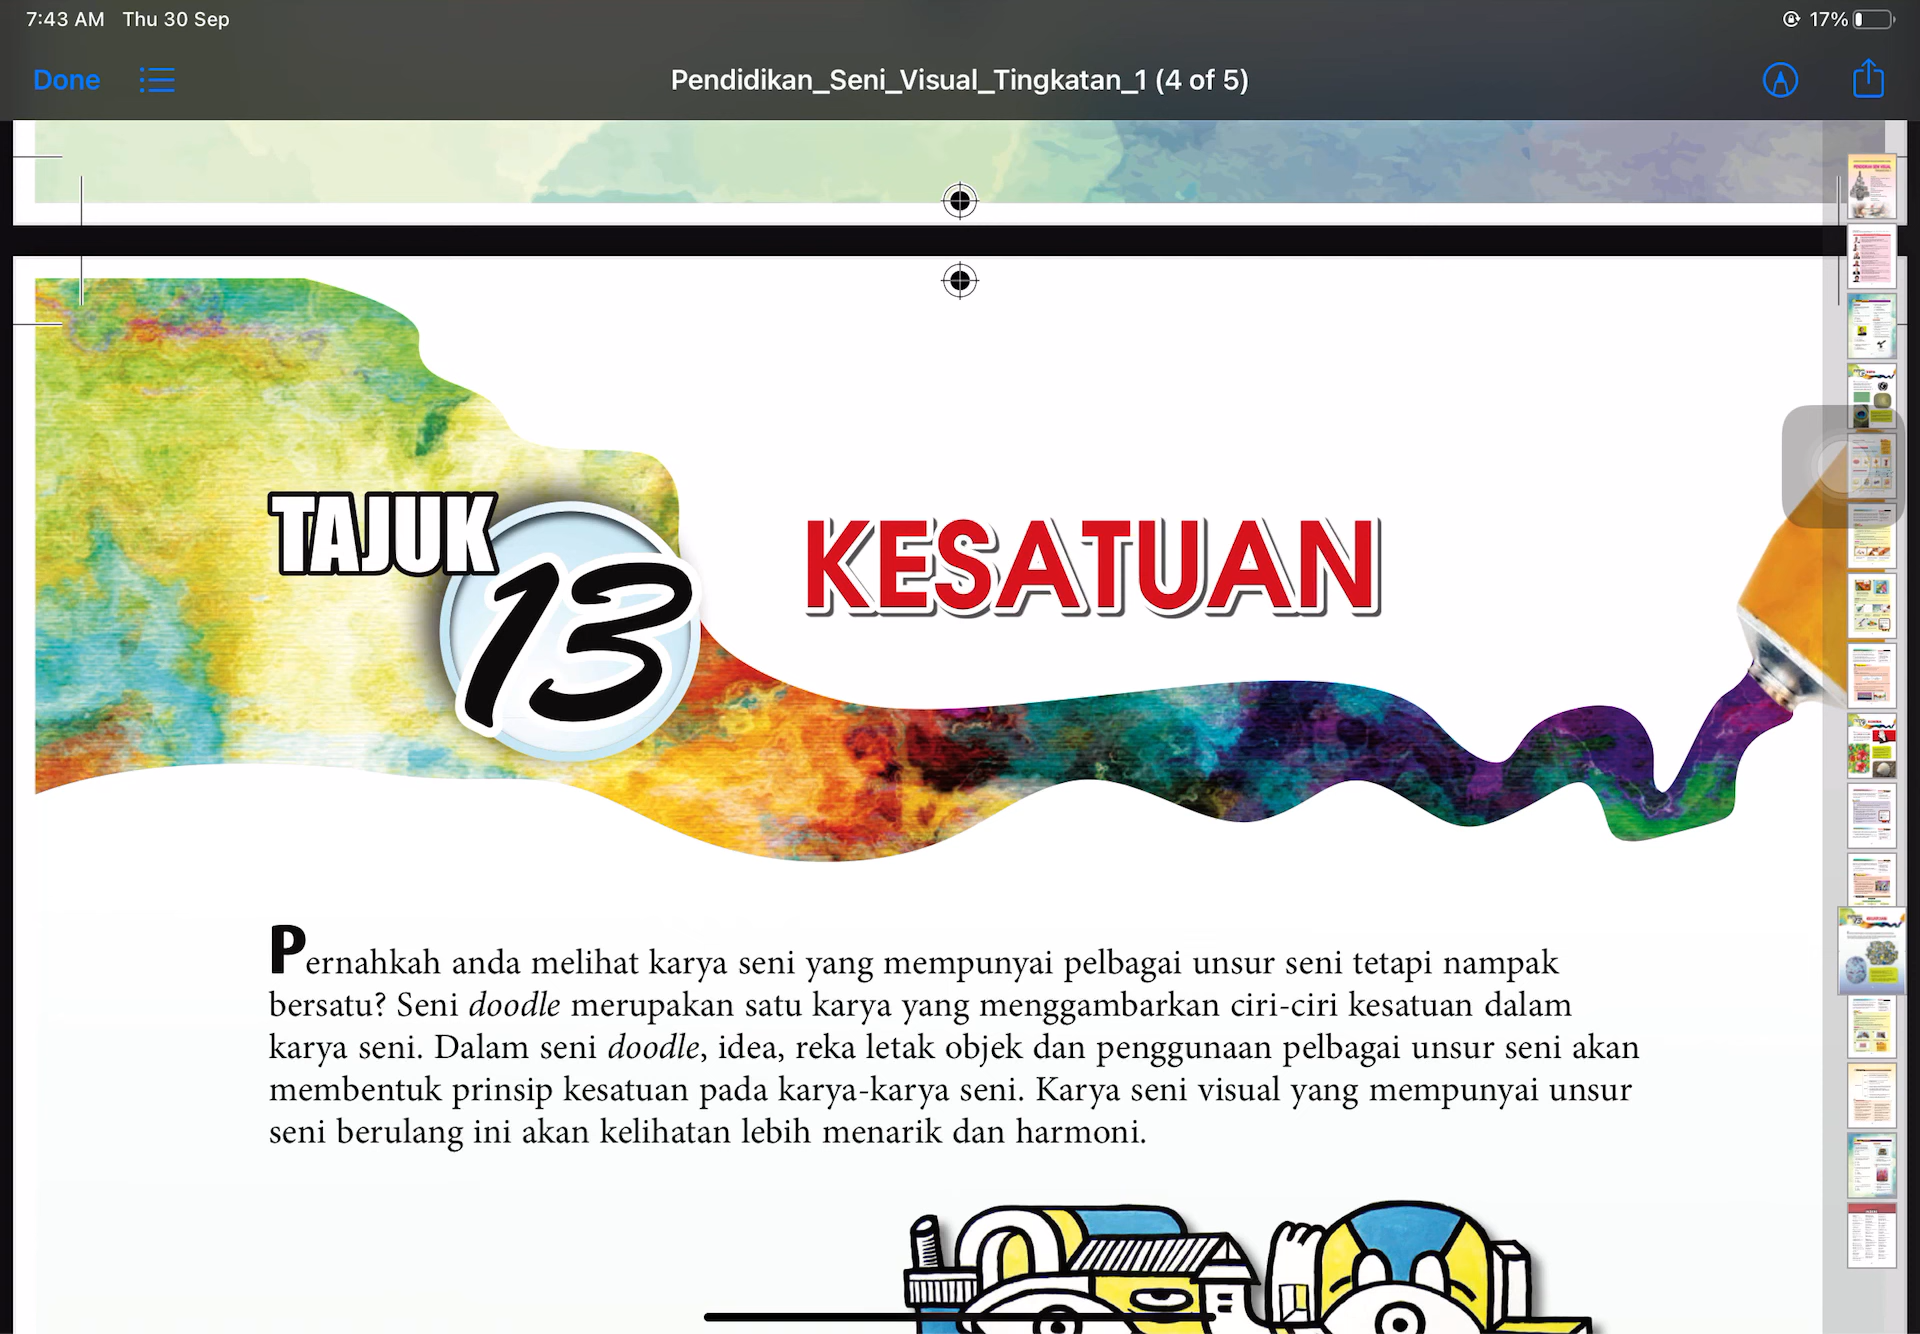 7:43 AM Thu 30 Sep
17%
Done
Pendidikan_Seni_Visual_Tingkatan_1 (4 of 5)
TAJUK
13
KESATUAN
Pernahkah anda melihat karya seni yang mempunyai pelbagai unsur seni tetapi nampak
bersatu? Seni doodle merupakan satu karya yang menggambarkan ciri-ciri kesatuan dalam
karya seni. Dalam seni doodle, idea, reka letak objek dan penggunaan pelbagai unsur seni akan
membentuk prinsip kesatuan pada karya-karya seni. Karya seni visual yang mempunyai unsur
seni berulang ini akan kelihatan lebih menarik dan harmoni.